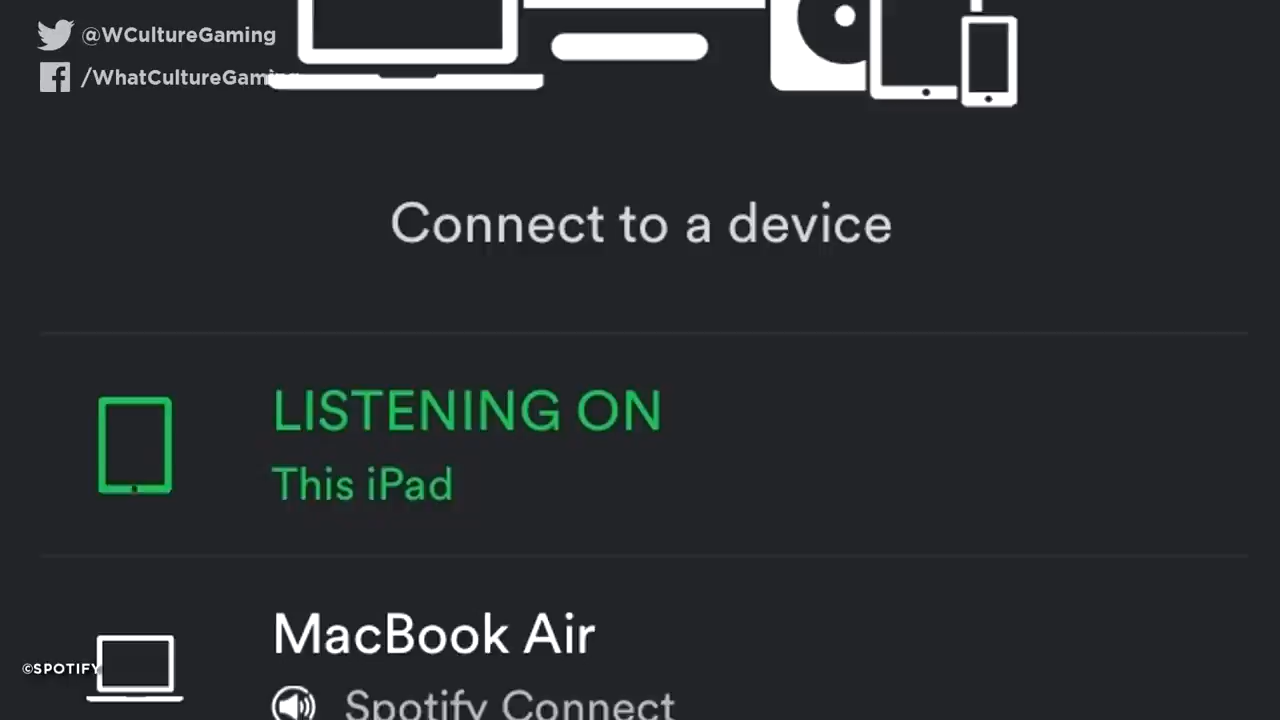 @WCultureGaming
/WhatCultureGaming
Connect to a device
LISTENING ON
This iPad
MacBook Air
©SPOTIFY
Spotify Connect